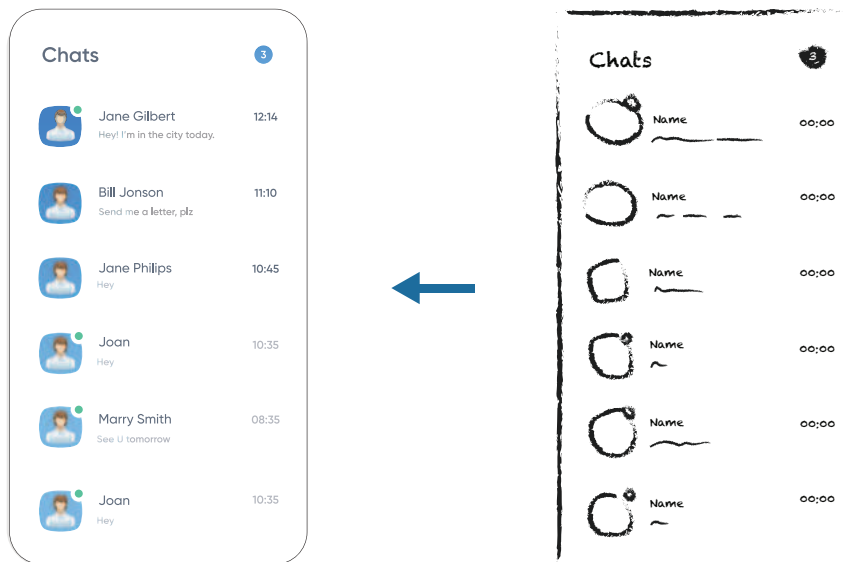 Chats
3
Jane Gilbert 12:14
Hey! I'm in the city today.
Bill Jonson 11:10
Send me a letter, plz
Jane Philips 10:45
Hey
Joan 10:35
Hey
Marry Smith 08:35
See U tomorrow
Joan 10:35
Hey
Chats
3
Name 00:00
Name 00:00
Name 00:00
Name 00:00
Name 00:00
Name 00:00